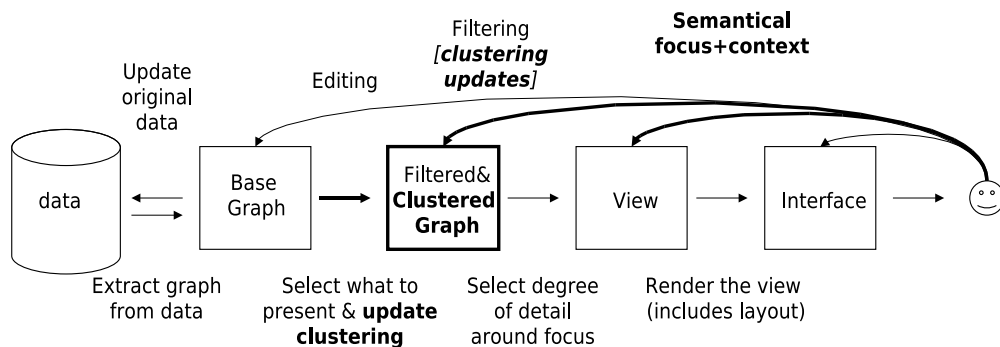 Semantical
focus+context
Filtering
[clustering
updates]
Editing
Update
original
data
data
Base
Graph
Filtered&
Clustered
Graph
View
Interface
Extract graph
from data
Select what to
present & update
clustering
Select degree
of detail
around focus
Render the view
(includes layout)